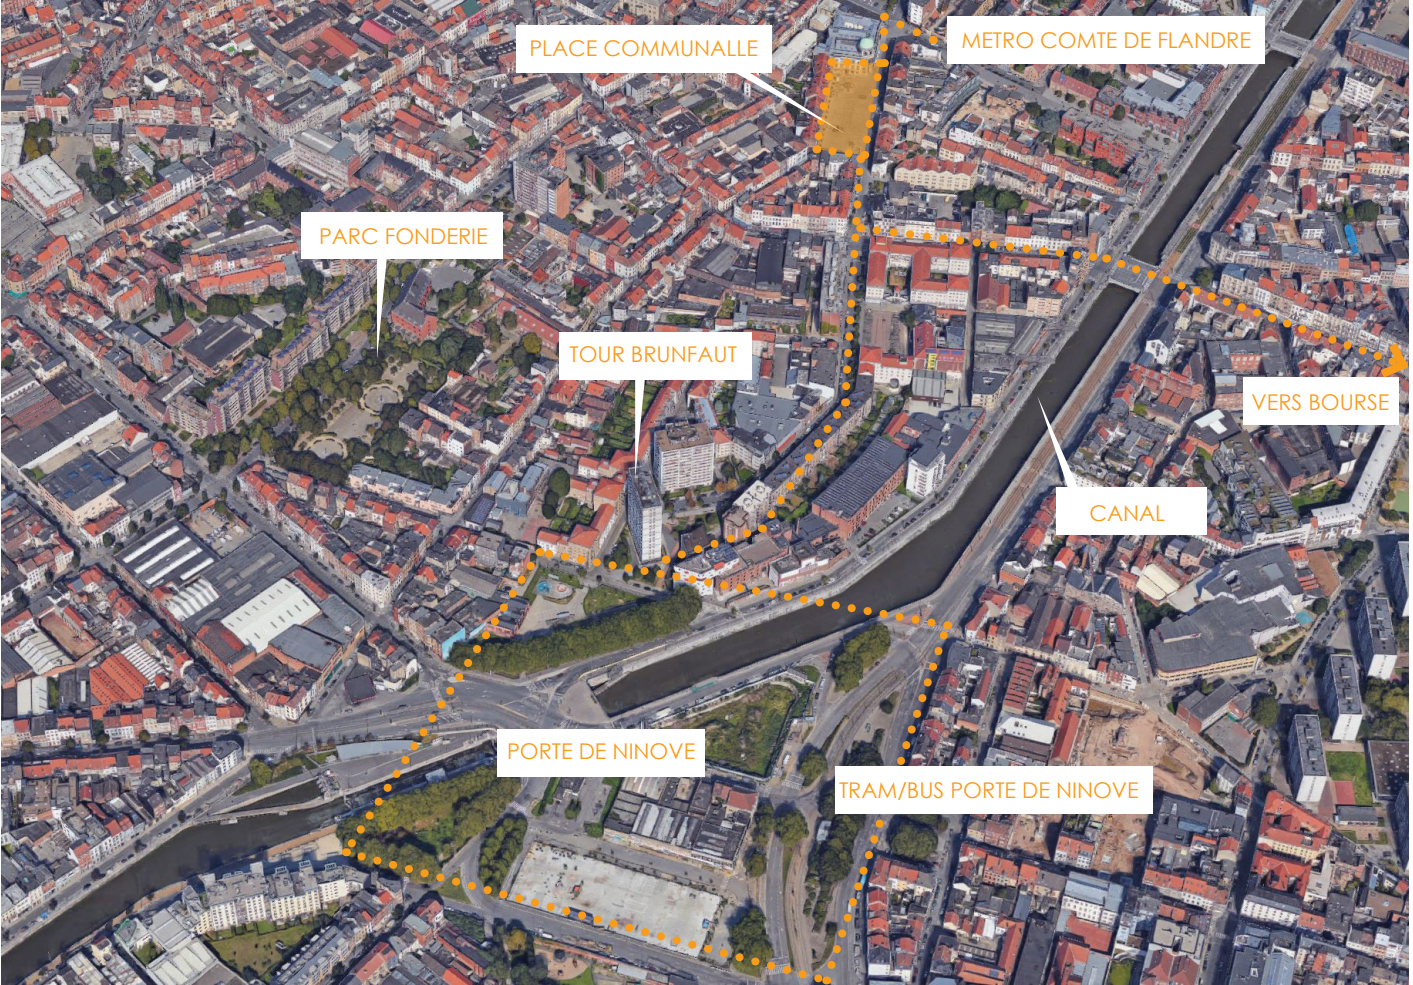 METRO COMTE DE FLANDRE
PLACE COMMUNALLE
PARC FONDERIE
TOUR BRUNFAUT
VERS BOURSE
CANAL
PORTE DE NINOVE
TRAM/BUS PORTE DE NINOVE